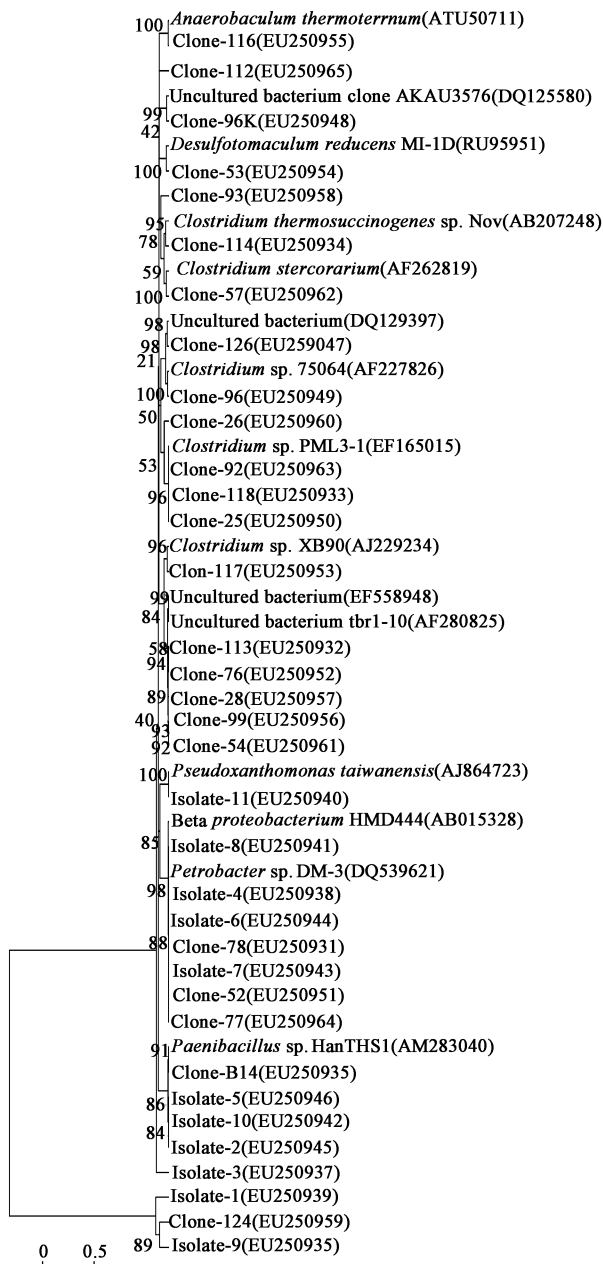 100 Anaerobaculum thermoterrnum(ATU50711)
Clone-116(EU250955)
Clone-112(EU250965)
Uncultured bacterium clone AKAU3576(DQ125580)
99 Clone-96K(EU250948)
42
Desulfotomaculum reducens MI-1D(RU95951)
100 Clone-53(EU250954)
Clone-93(EU250958)
95 Clostridium thermosuccinogenes sp. Nov(AB207248)
78 Clone-114(EU250934)
59 Clostridium stercorarium(AF262819)
100 Clone-57(EU250962)
98 Uncultured bacterium(DQ129397)
98 Clone-126(EU259047)
21
Clostridium sp. 75064(AF227826)
100 Clone-96(EU250949)
50 Clone-26(EU250960)
Clostridium sp. PML3-1(EF165015)
53 Clone-92(EU250963)
96 Clone-118(EU250933)
Clone-25(EU250950)
96 Clostridium sp. XB90(AJ229234)
Clon-117(EU250953)
99 Uncultured bacterium(EF558948)
84 Uncultured bacterium tbr1-10(AF280825)
58 Clone-113(EU250932)
94 Clone-76(EU250952)
89 Clone-28(EU250957)
40 Clone-99(EU250956)
93
92 Clone-54(EU250961)
100 Pseudoxanthomonas taiwanensis(AJ864723)
Isolate-11(EU250940)
Beta proteobacterium HMD444(AB015328)
85 Isolate-8(EU250941)
Petrobacter sp. DM-3(DQ539621)
98 Isolate-4(EU250938)
Isolate-6(EU250944)
88 Clone-78(EU250931)
Isolate-7(EU250943)
Clone-52(EU250951)
Clone-77(EU250964)
91 Paenibacillus sp. HanTHS1(AM283040)
Clone-B14(EU250935)
86 Isolate-5(EU250946)
Isolate-10(EU250942)
84 Isolate-2(EU250945)
Isolate-3(EU250937)
Isolate-1(EU250939)
Clone-124(EU250959)
89 Isolate-9(EU250935)
0 0.5